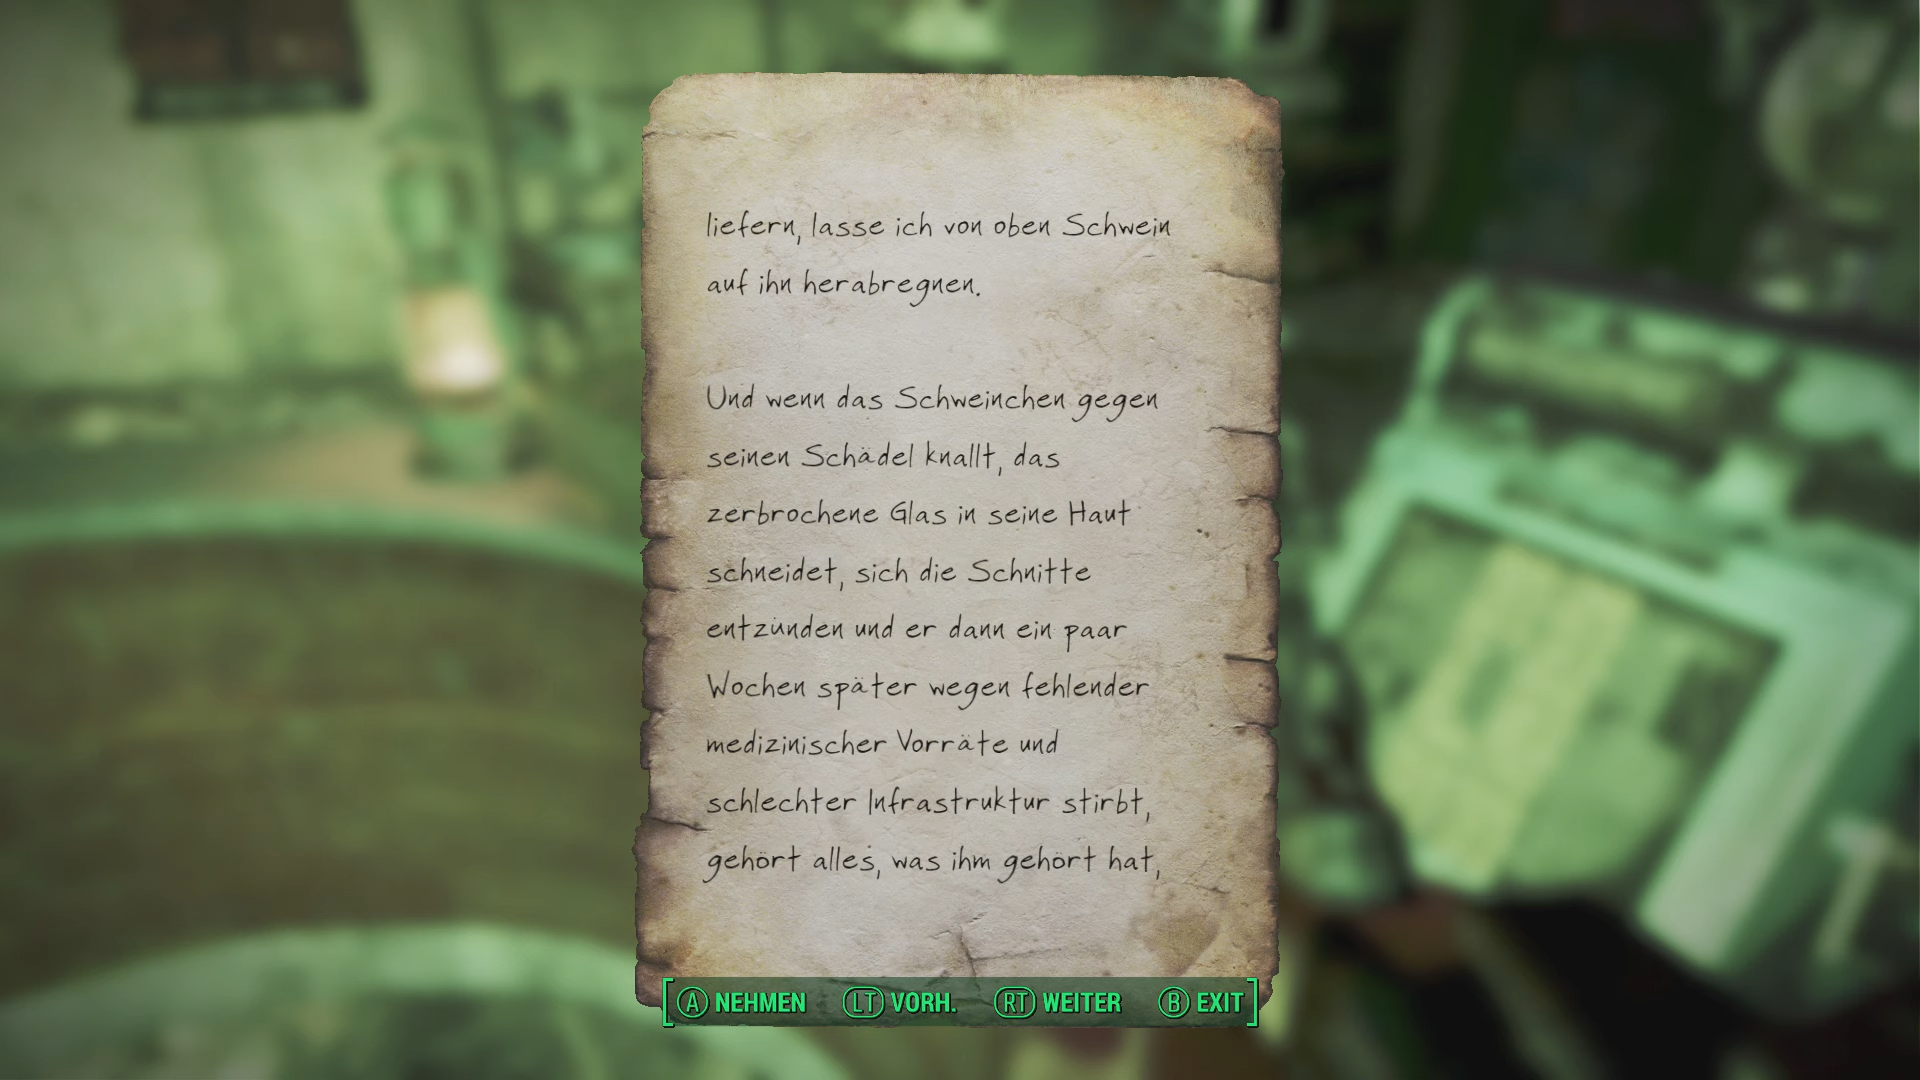 liefern, lasse ich von oben Schwein
auf ihn herabregnen.
Und wenn das Schweinchen gegen
seinen Schädel knallt, das
zerbrochene Glas in seine Haut
schneidet, sich die Schnitte
entzünden und er dann ein paar
Wochen später wegen fehlender
medizinischer Vorräte und
schlechter Infrastruktur stirbt,
gehört alles, was ihm gehört hat,
[A NEHMEN LT VORH. RT WEITER B EXIT]